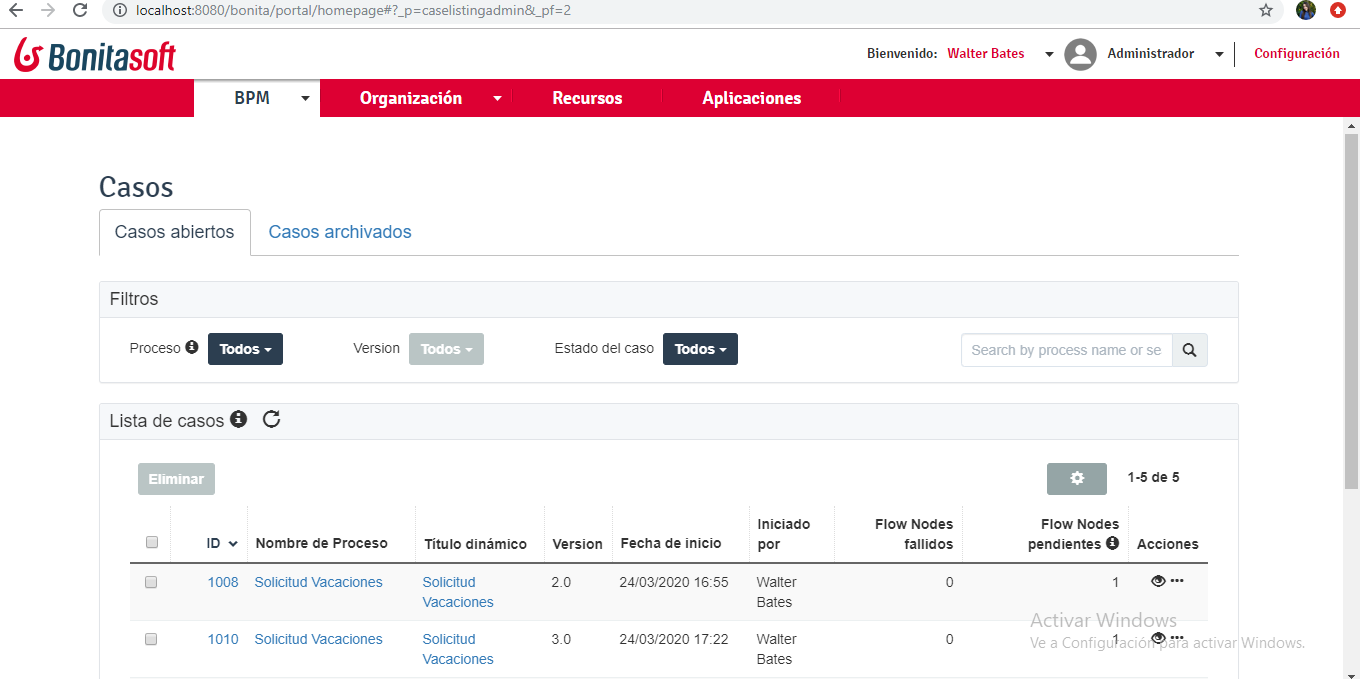 localhost:8080/bonita/portal/homepage#?_p=caselistingadmin&_pf=2
Bonitasoft
Bienvenido: Walter Bates Administrador Configuración
BPM Organización Recursos Aplicaciones
Casos
Casos abiertos Casos archivados
Filtros
Proceso Todos Version Todos Estado del caso Todos Search by process name or se
Lista de casos
Eliminar 1-5 de 5
ID Nombre de Proceso Título dinámico Version Fecha de inicio Iniciado por Flow Nodes fallidos Flow Nodes pendientes Acciones
1008 Solicitud Vacaciones Solicitud Vacaciones 2.0 24/03/2020 16:55 Walter Bates 0 1
1010 Solicitud Vacaciones Solicitud Vacaciones 3.0 24/03/2020 17:22 Walter Bates 0 1
Activar Windows
Ve a Configuración para activar Windows.